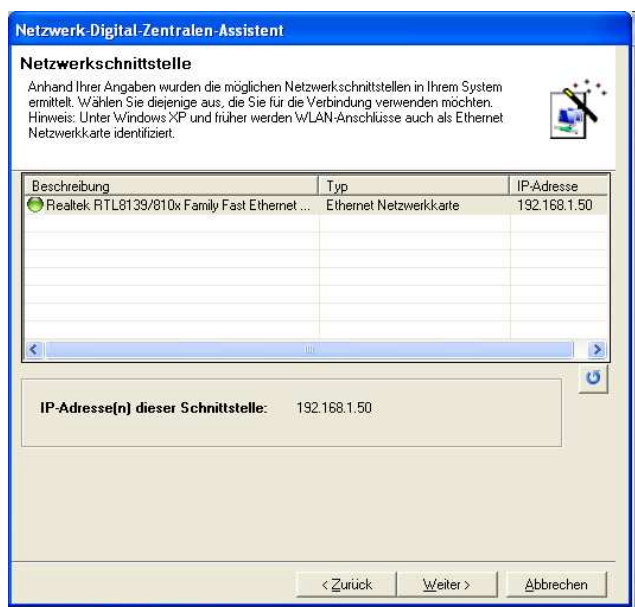 Netzwerk-Digital-Zentralen-Assistent
Netzwerkschnittstelle
Anhand Ihrer Angaben wurden die möglichen Netzwerkschnittstellen in Ihrem System
ermittelt. Wählen Sie diejenige aus, die Sie für die Verbindung verwenden möchten.
Hinweis: Unter Windows XP und früher werden WLAN-Anschlüsse auch als Ethernet
Netzwerkkarte identifiziert.
Beschreibung Typ IP-Adresse
Realtek RTL8139/810x Family Fast Ethernet ... Ethernet Netzwerkkarte 192.168.1.50
IP-Adresse(n) dieser Schnittstelle: 192.168.1.50
< Zurück Weiter > Abbrechen